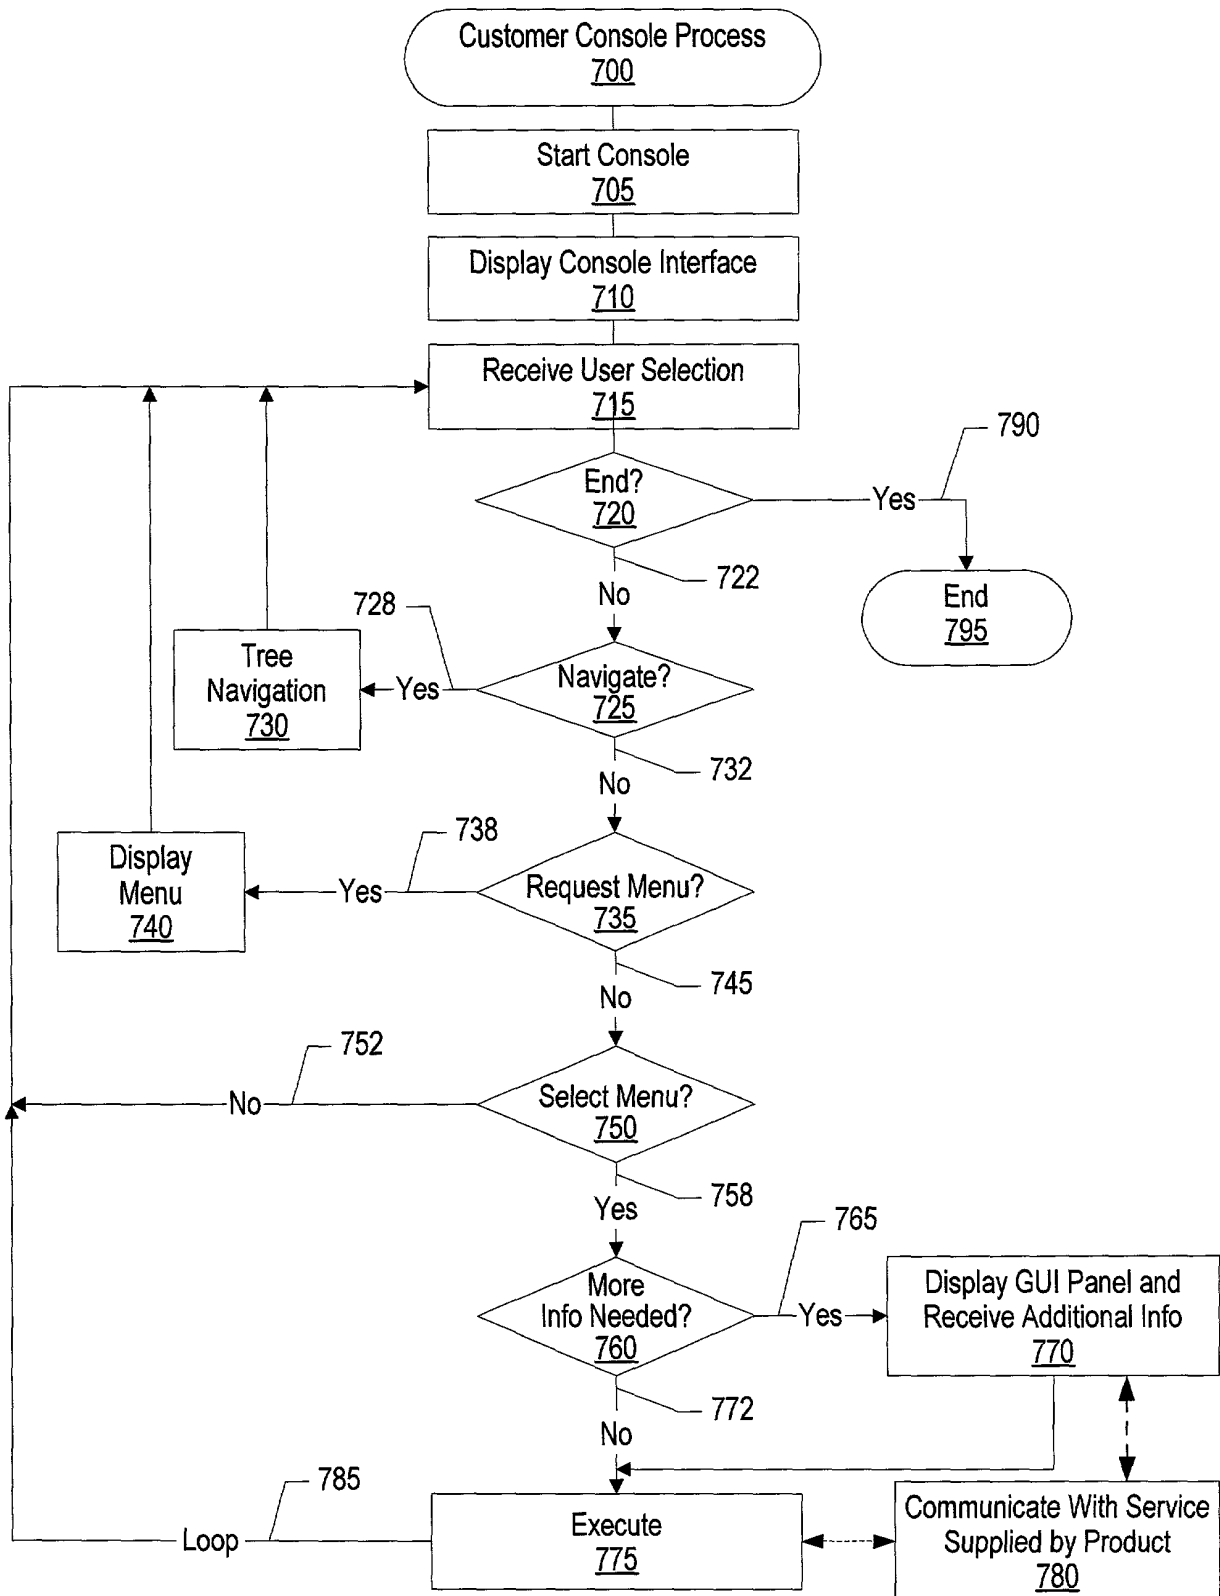 Customer Console Process
700
Start Console
705
Display Console Interface
710
Receive User Selection
715
790
End?
720
Yes
722
No
End
795
728
Tree
Navigation
730
Yes
Navigate?
725
732
No
738
Display
Menu
740
Yes
Request Menu?
735
745
No
752
No
Select Menu?
750
758
Yes
765
More
Info Needed?
760
Yes
Display GUI Panel and
Receive Additional Info
770
772
No
785
Loop
Execute
775
Communicate With Service
Supplied by Product
780